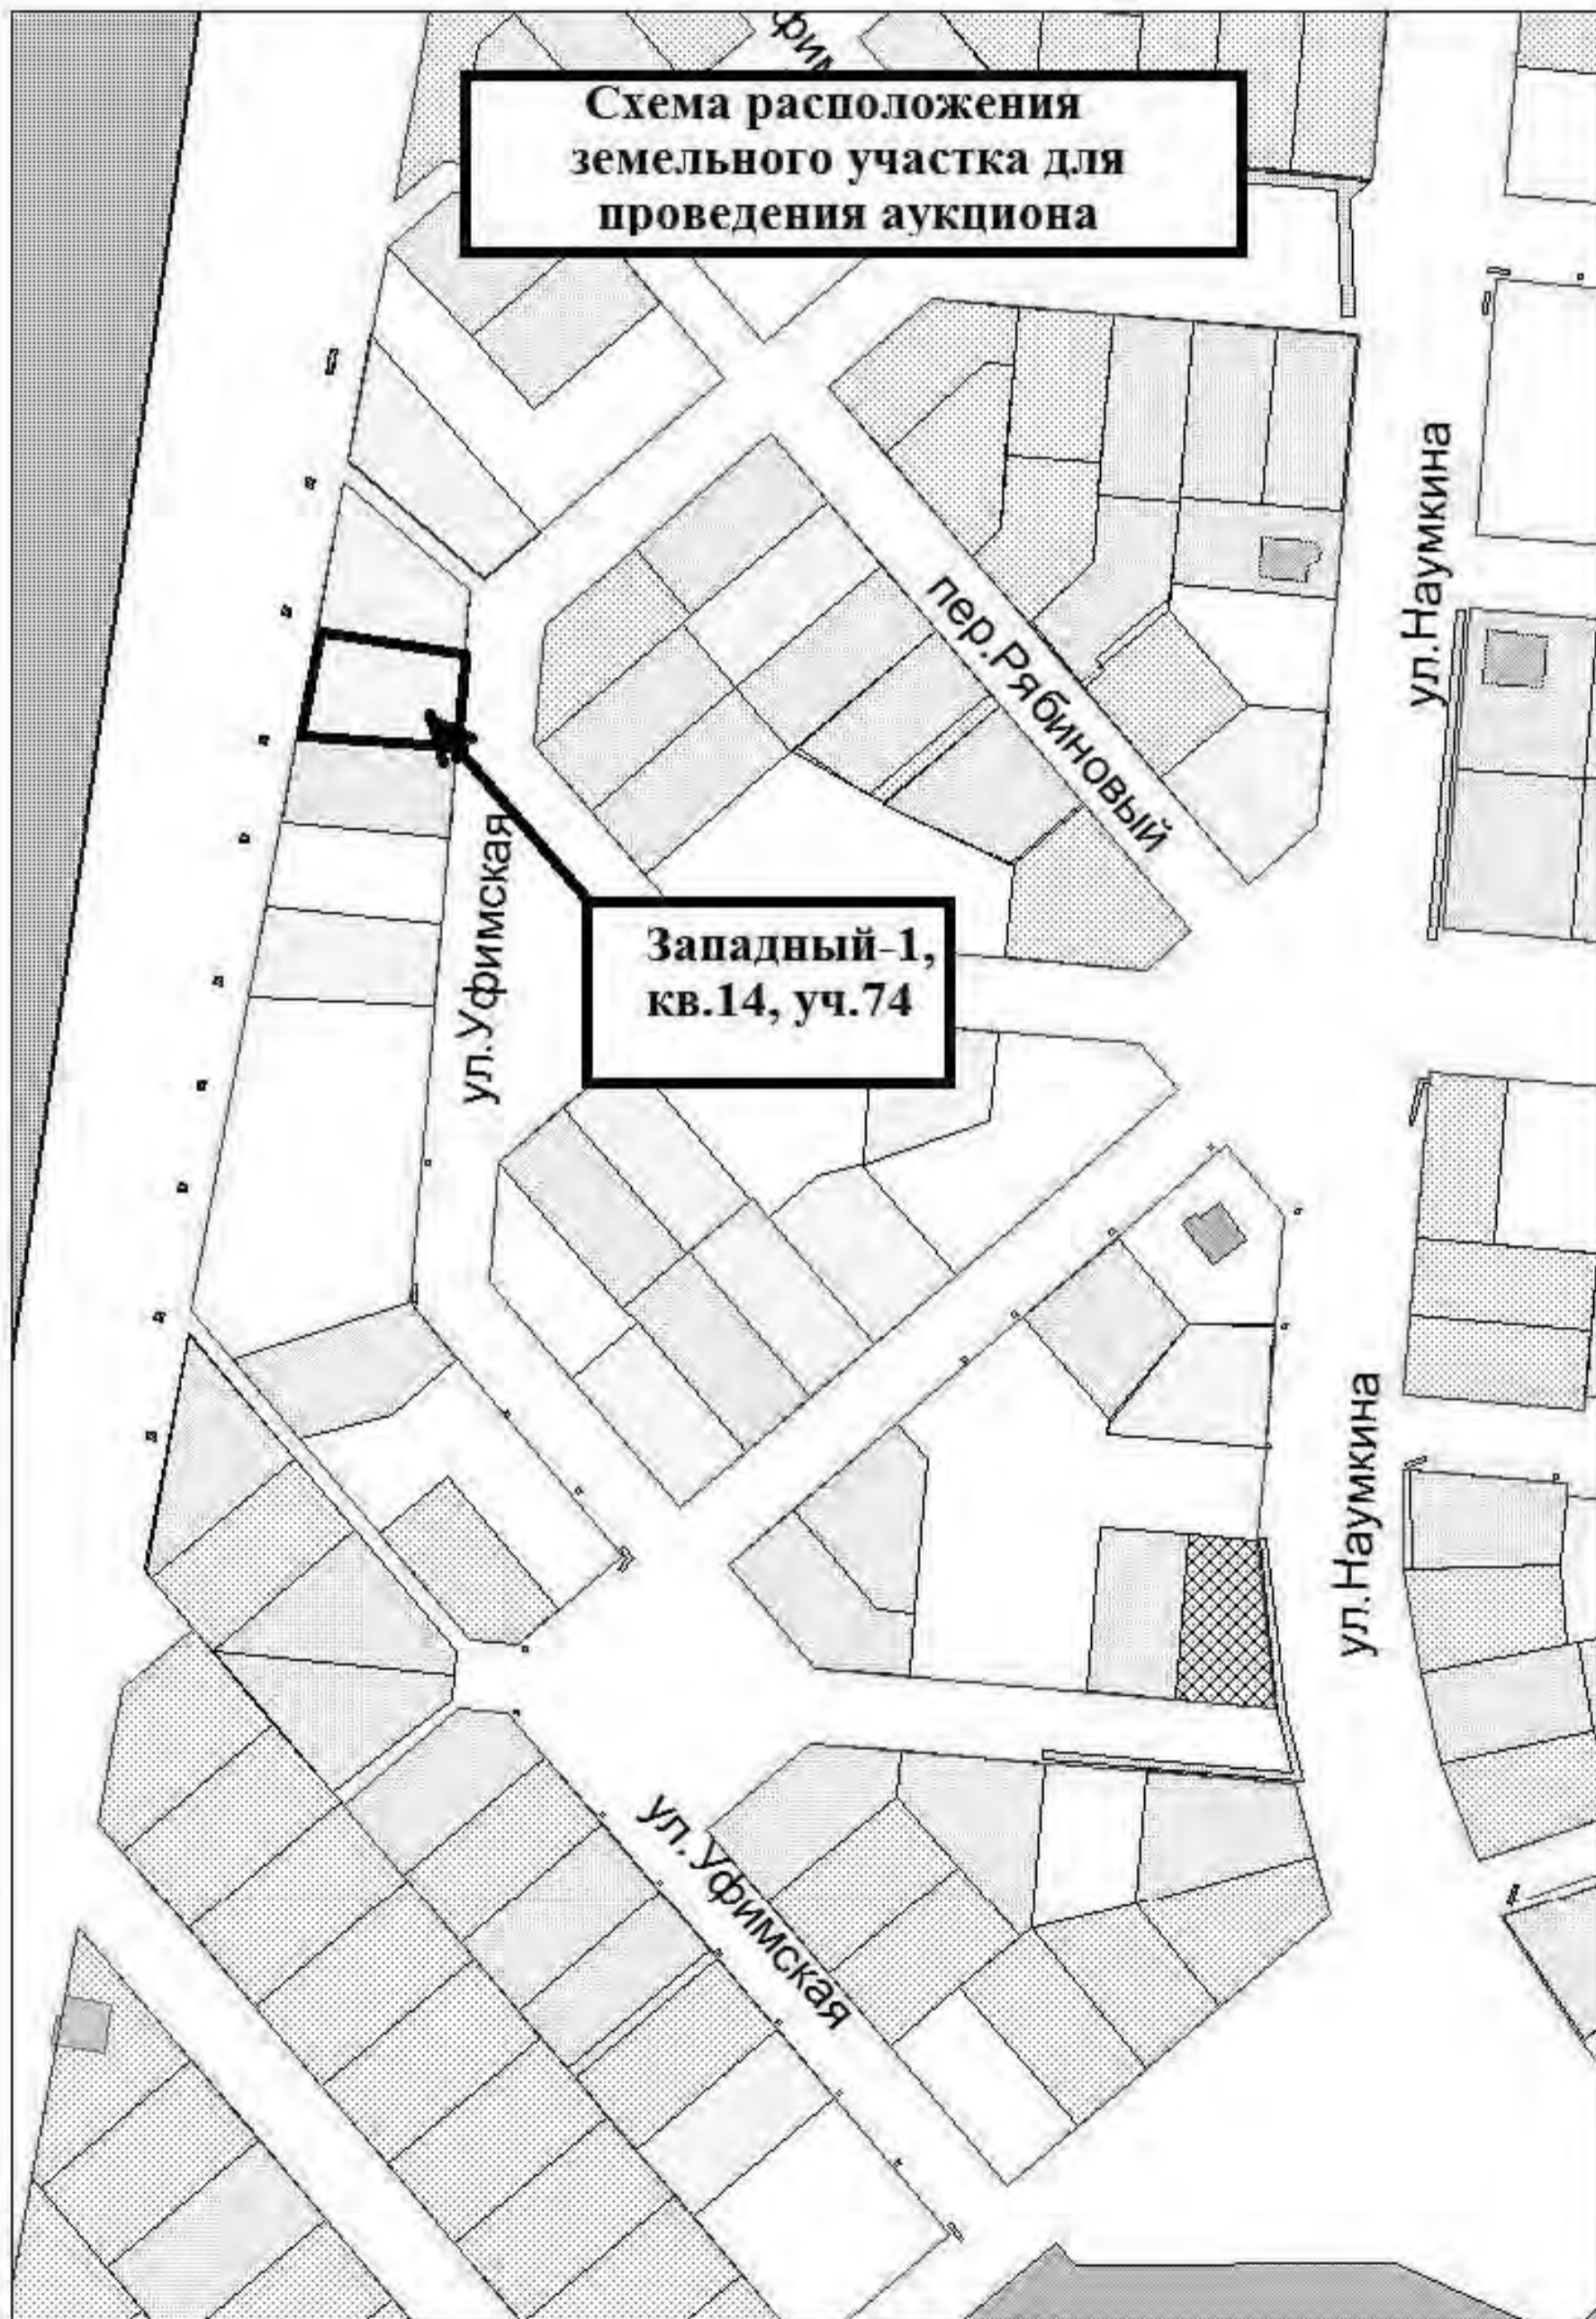 Схема расположения
земельного участка для
проведения аукциона
ул.Наумкина
пер.Рябиновый
ул.Уфимская
Западный-1,
кв.14, уч.74
ул.Наумкина
ул.Уфимская